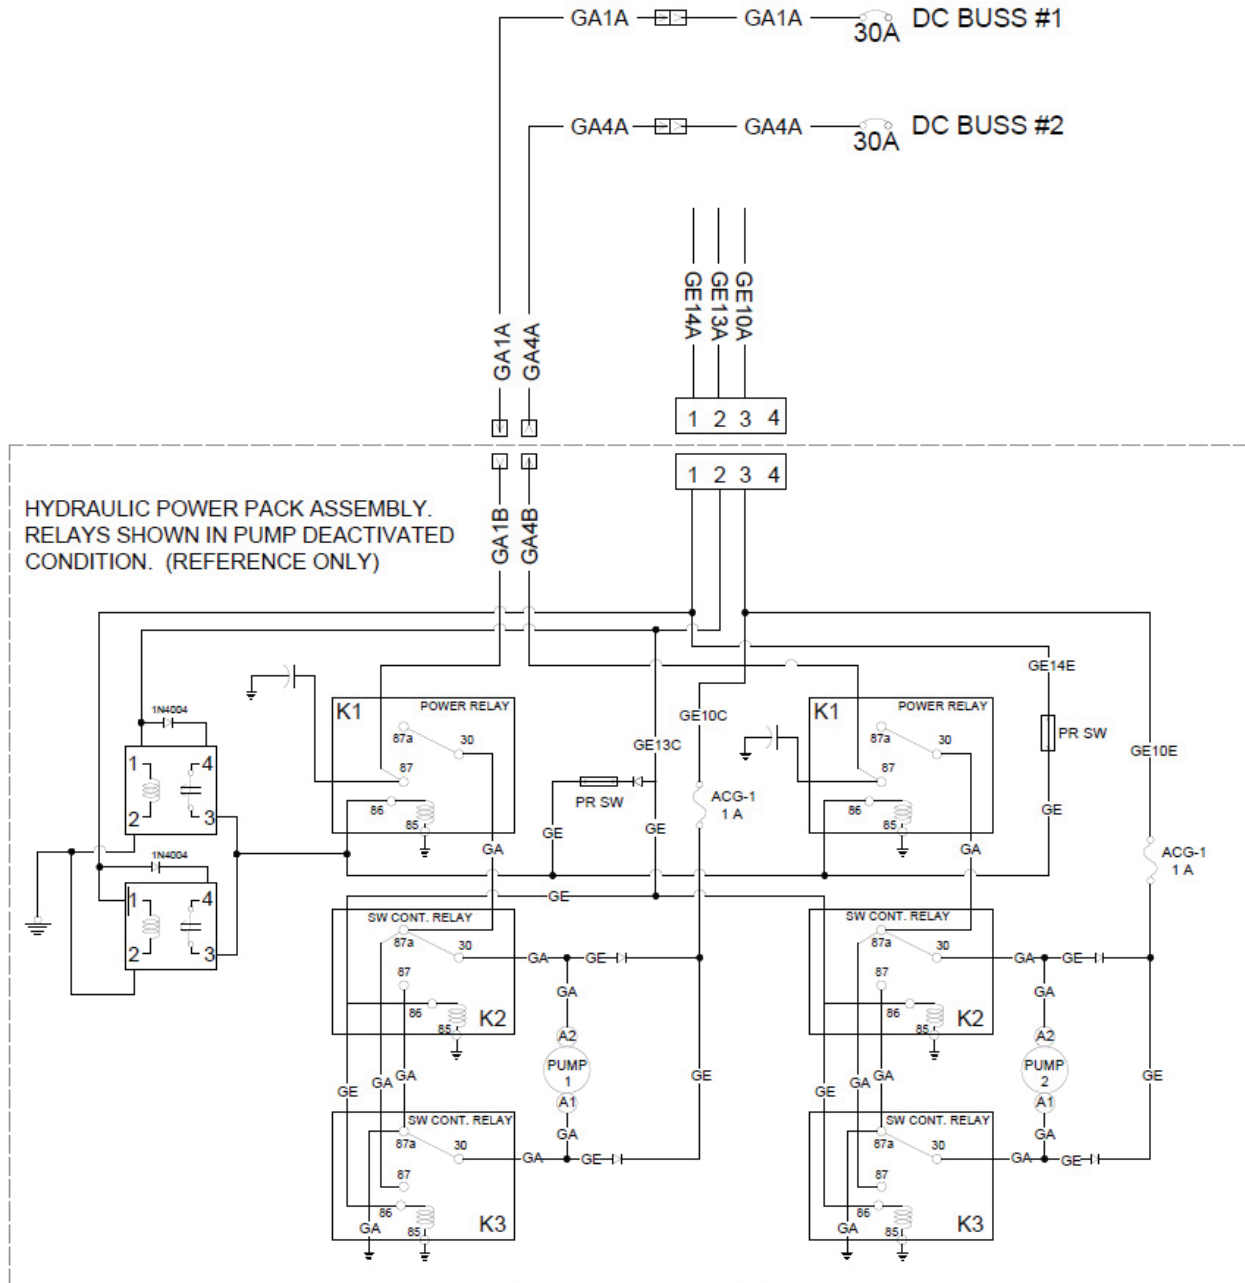 GA1A
GA1A
30A
DC BUSS #1
GA4A
GA4A
30A
DC BUSS #2
GA1A
GA4A
GE14A
GE13A
GE10A
1 2 3 4
1 2 3 4
HYDRAULIC POWER PACK ASSEMBLY.
RELAYS SHOWN IN PUMP DEACTIVATED
CONDITION. (REFERENCE ONLY)
GA1B
GA4B
1N4004
1
4
2
3
1N4004
1
4
2
3
K1
POWER RELAY
87a
30
87
86
85
GA
GE13C
GE10C
PR SW
GE
GE
ACG-1
1 A
K1
POWER RELAY
87a
30
87
86
85
GA
GE14E
PR SW
GE
GE10E
ACG-1
1 A
GE
SW CONT. RELAY
87a
30
87
86
85
K2
GA
GE
GA
A2
PUMP
1
A1
GA
GE
GA
GA
GE
SW CONT. RELAY
87a
30
87
86
85
K3
GA
GA
GE
SW CONT. RELAY
87a
30
87
86
85
K2
GA
GE
GA
A2
PUMP
2
A1
GA
GE
GA
GA
GE
SW CONT. RELAY
87a
30
87
86
85
K3
GA
GA
GE